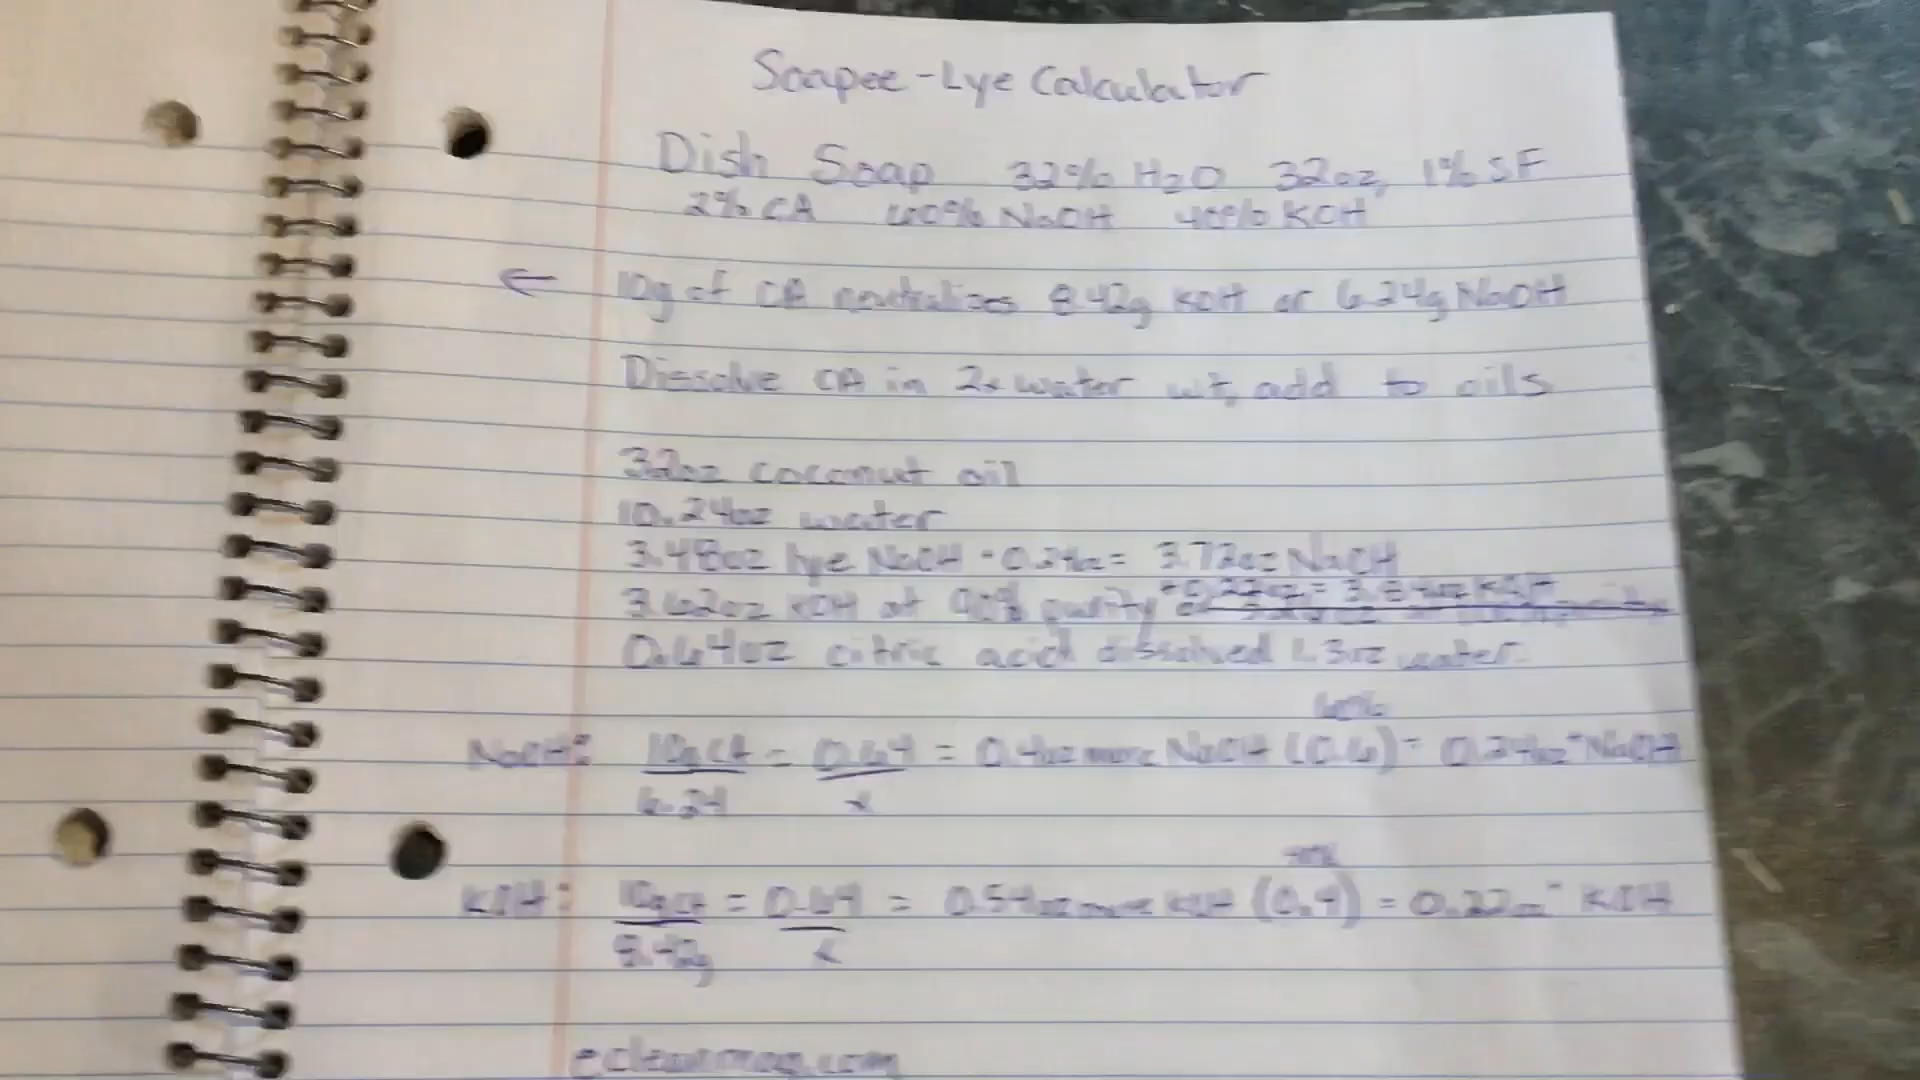 Soapee - Lye Calculator
Dish Soap 32% H2O 32oz, 1% SF
2% CA 60% NaOH 40% KOH
← 10g of CA neutralizes 8.42g KOH or 6.24g NaOH
Dissolve CA in 2x water wt, add to oils
32oz coconut oil
10.24oz water
3.48oz lye NaOH + 0.24oz = 3.72oz NaOH
3.62oz KOH at 90% purity + 0.22oz = 3.84oz KOH
0.64oz citric acid dissolved 1.3oz water.
60%
NaOH: 10g CA = 0.64 = 0.4oz more NaOH (0.6) = 0.24oz NaOH
6.24 x
40%
KOH: 10g CA = 0.64 = 0.54oz more KOH (0.4) = 0.22oz KOH
8.42g x